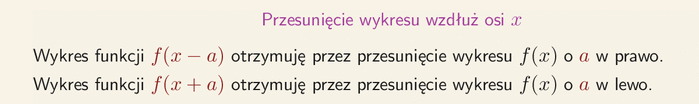 Przesunięcie wykresu wzdłuż osi x
Wykres funkcji f(x − a) otrzymuję przez przesunięcie wykresu f(x) o a w prawo.
Wykres funkcji f(x + a) otrzymuję przez przesunięcie wykresu f(x) o a w lewo.